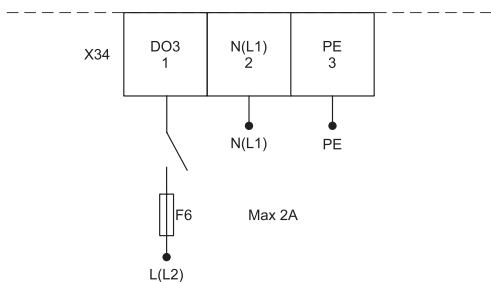 X34
DO3 N(L1) PE
1 2 3
N(L1) PE
F6 Max 2A
L(L2)